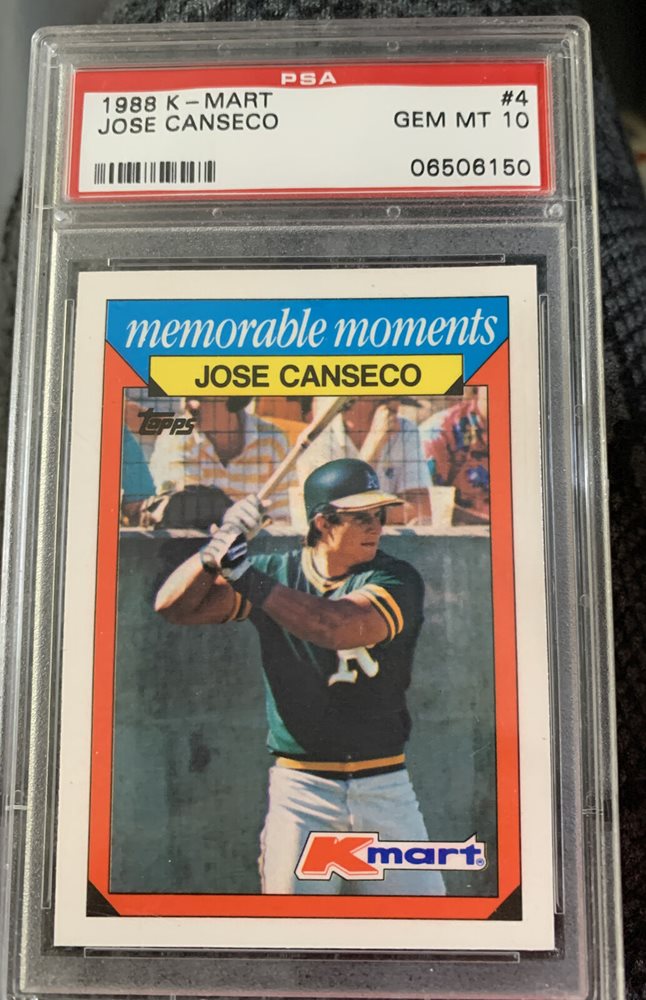 PSA
1988 K-MART #4
JOSE CANSECO GEM MT 10
06506150
memorable moments
JOSE CANSECO
Topps
A
A
Kmart®